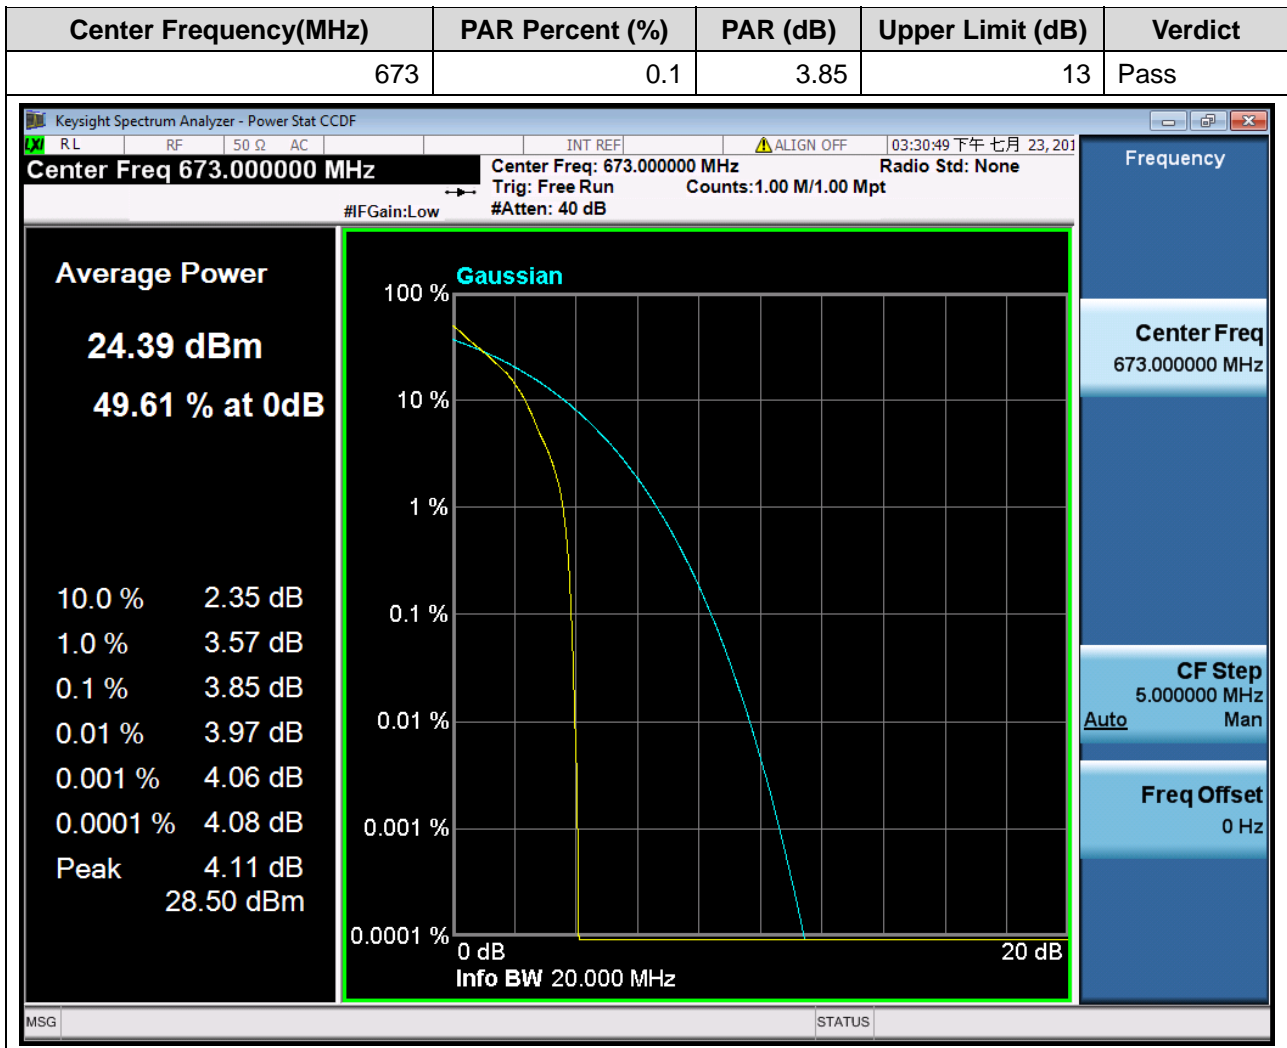 Center Frequency(MHz) PAR Percent (%) PAR (dB) Upper Limit (dB) Verdict
673 0.1 3.85 13 Pass
Keysight Spectrum Analyzer - Power Stat CCDF
LXI RL RF 50 Ω AC INT REF ALIGN OFF 03:30:49 下午 七月 23, 201
Center Freq 673.000000 MHz
Center Freq: 673.000000 MHz Radio Std: None
Trig: Free Run Counts:1.00 M/1.00 Mpt
#IFGain:Low #Atten: 40 dB
Frequency
Average Power
24.39 dBm
49.61 % at 0dB
10.0 % 2.35 dB
1.0 % 3.57 dB
0.1 % 3.85 dB
0.01 % 3.97 dB
0.001 % 4.06 dB
0.0001 % 4.08 dB
Peak 4.11 dB
28.50 dBm
Gaussian
100 %
10 %
1 %
0.1 %
0.01 %
0.001 %
0.0001 %
0 dB 20 dB
Info BW 20.000 MHz
Center Freq
673.000000 MHz
CF Step
5.000000 MHz
Auto Man
Freq Offset
0 Hz
MSG STATUS